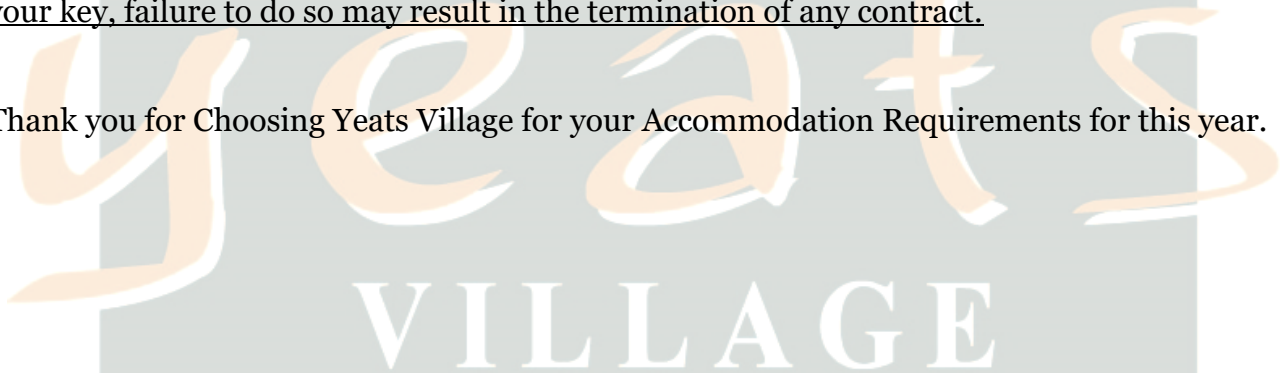 your key, failure to do so may result in the termination of any contract.
Thank you for Choosing Yeats Village for your Accommodation Requirements for this year.
yeats
VILLAGE